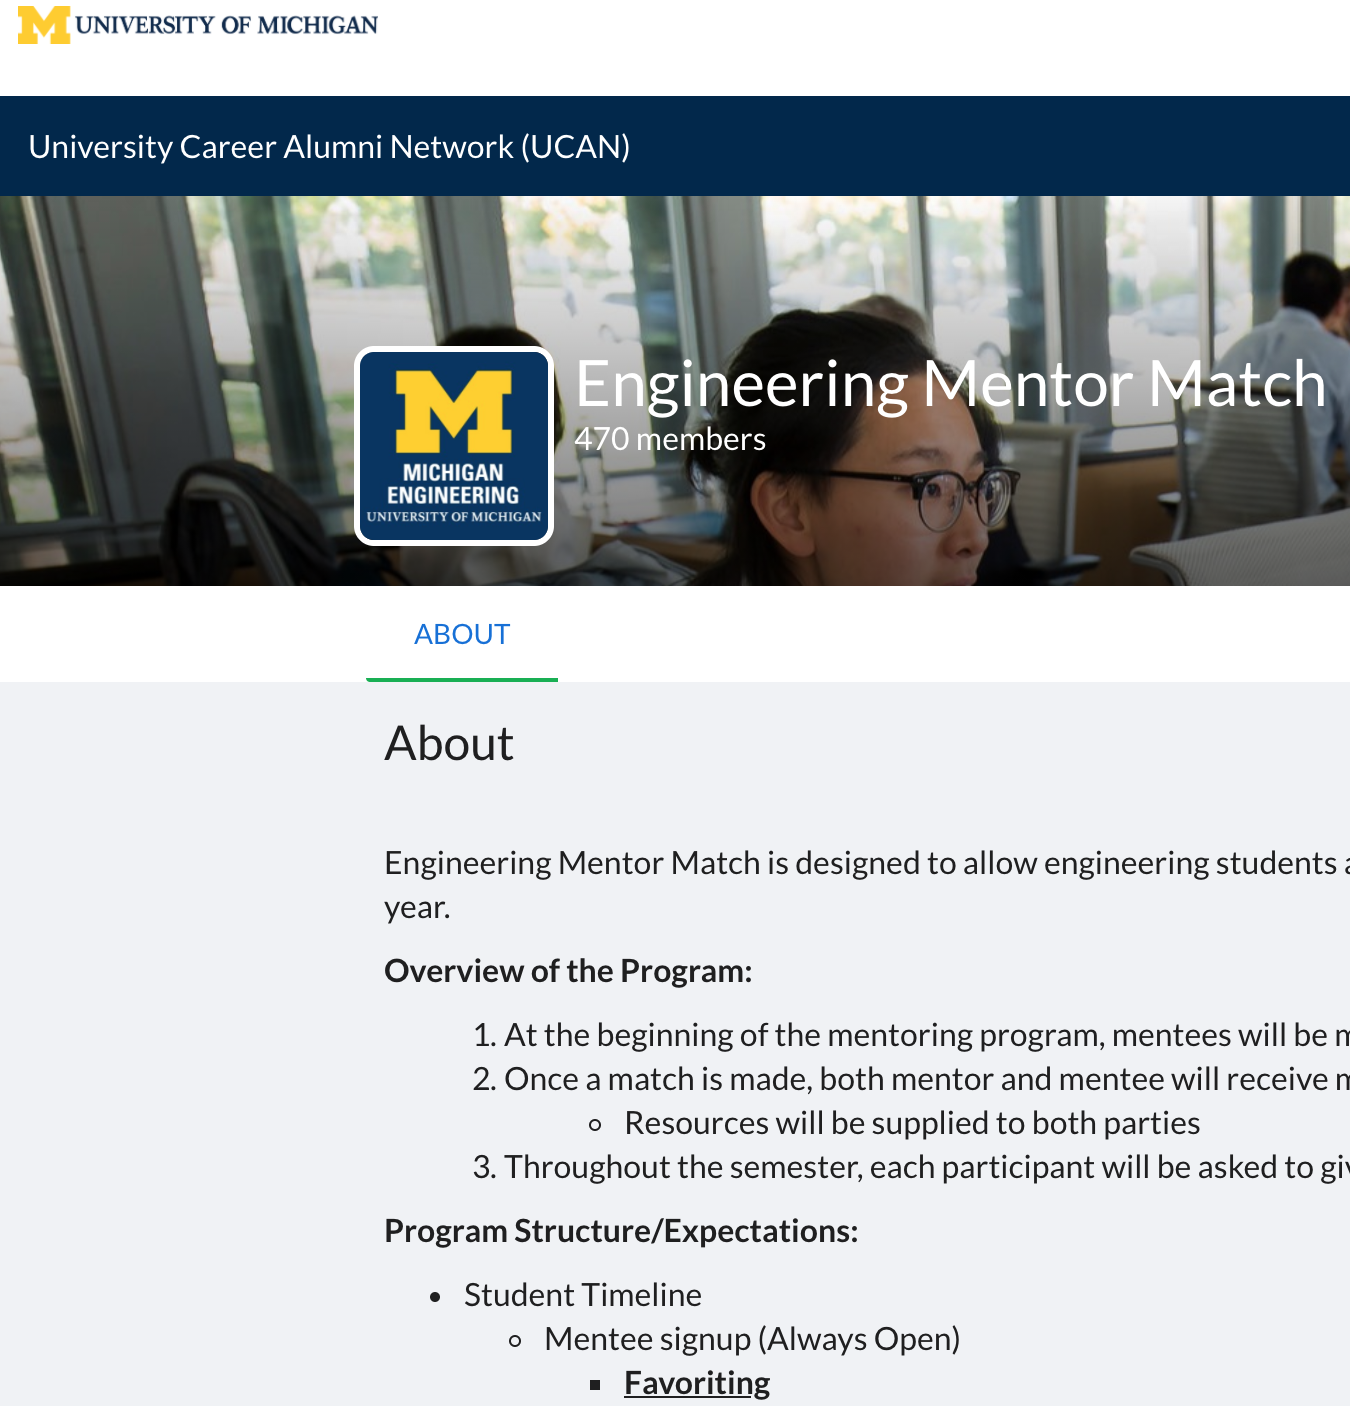 M UNIVERSITY OF MICHIGAN
University Career Alumni Network (UCAN)
Engineering Mentor Match
470 members
M
MICHIGAN
ENGINEERING
UNIVERSITY OF MICHIGAN
ABOUT
About
Engineering Mentor Match is designed to allow engineering students
year.
Overview of the Program:
1. At the beginning of the mentoring program, mentees will be
2. Once a match is made, both mentor and mentee will receive
Resources will be supplied to both parties
3. Throughout the semester, each participant will be asked to
Program Structure/Expectations:
Student Timeline
Mentee signup (Always Open)
Favoriting